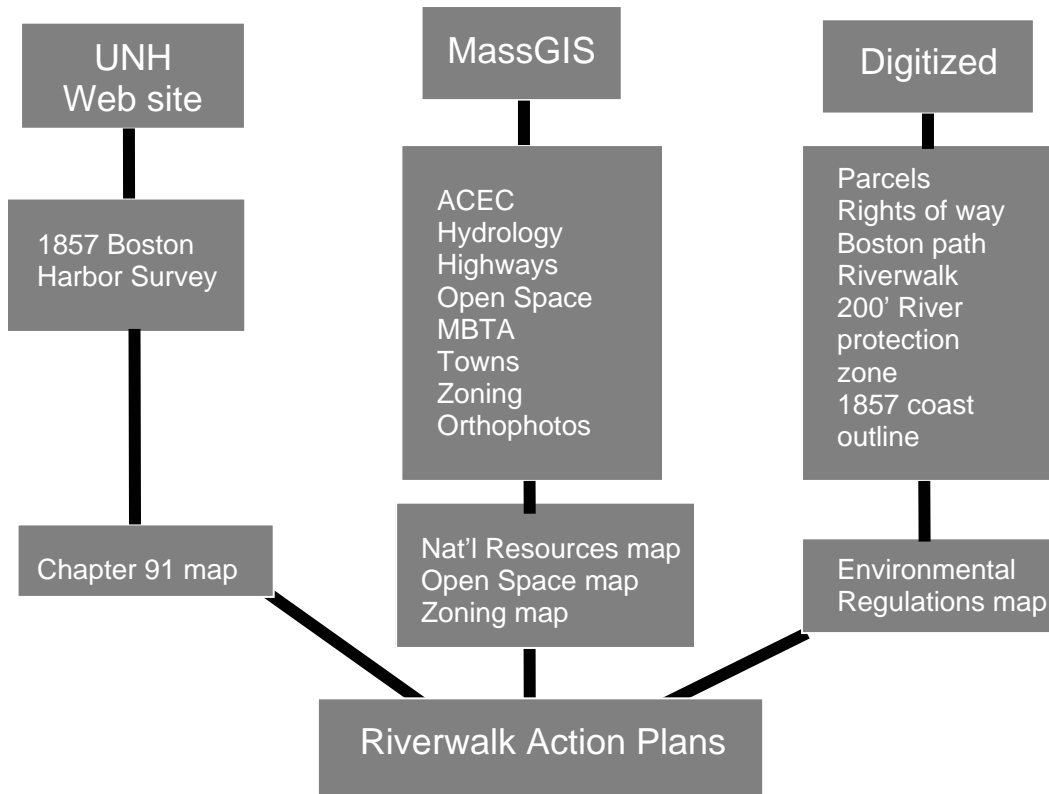 UNH
Web site
MassGIS
Digitized
1857 Boston
Harbor Survey
ACEC
Hydrology
Highways
Open Space
MBTA
Towns
Zoning
Orthophotos
Parcels
Rights of way
Boston path
Riverwalk
200’ River
protection
zone
1857 coast
outline
Chapter 91 map
Nat’l Resources map
Open Space map
Zoning map
Environmental
Regulations map
Riverwalk Action Plans